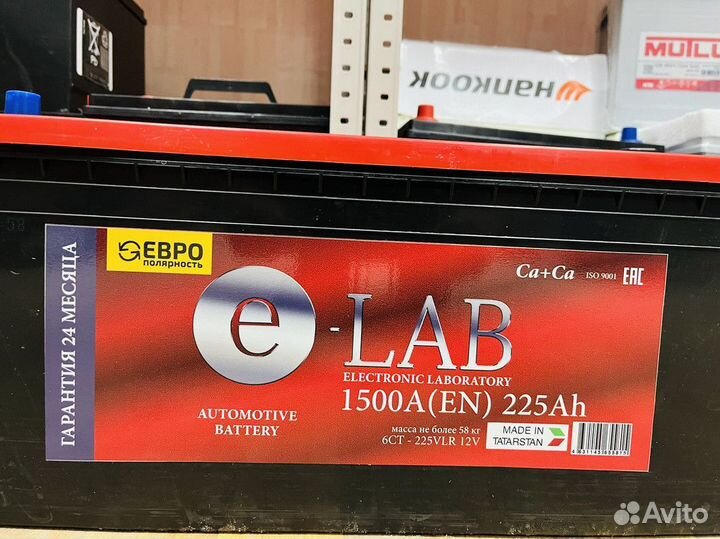 MUTLU
HANKOOK
ГАРАНТИЯ 24 МЕСЯЦА
ЕВРО
ПОЛЯРНОСТЬ
Ca+Ca ISO 9001 EAC
e-LAB
ELECTRONIC LABORATORY
1500A(EN) 225Ah
AUTOMOTIVE
BATTERY
масса не более 58 кг
6СТ - 225VLR 12V
MADE IN
TATARSTAN
58
Avito